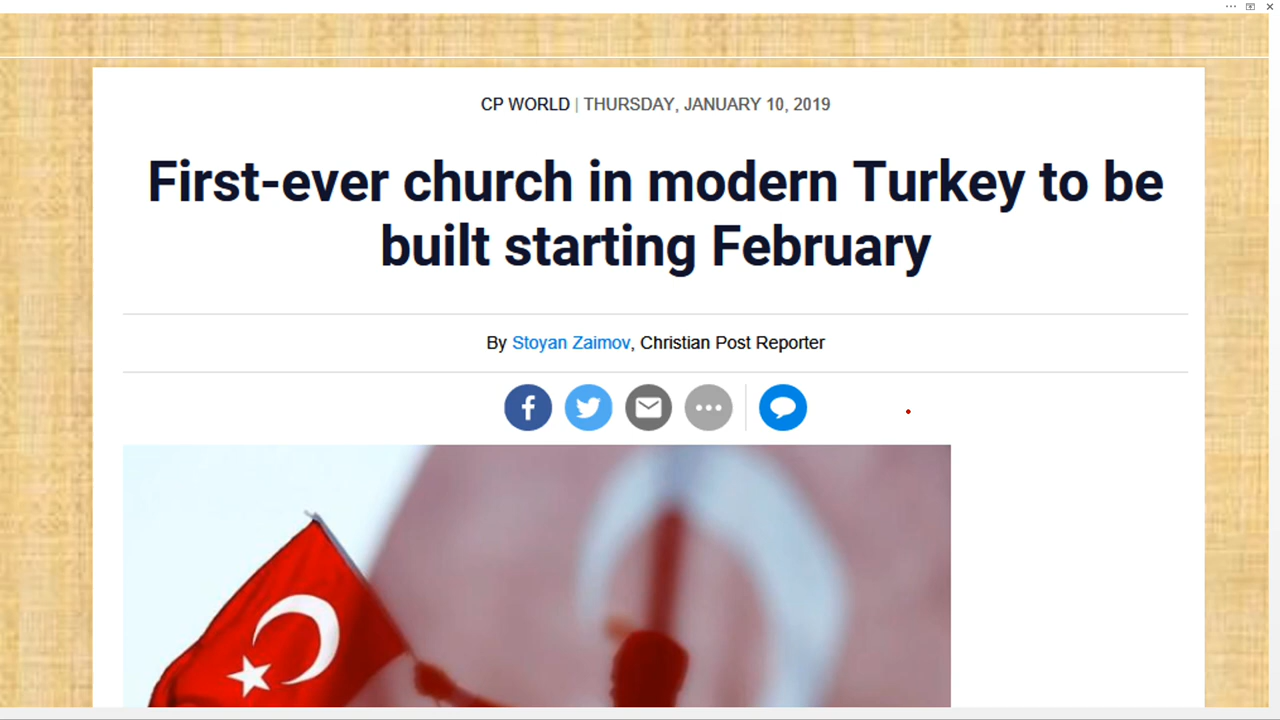 CP WORLD | THURSDAY, JANUARY 10, 2019
First-ever church in modern Turkey to be
built starting February
By Stoyan Zaimov, Christian Post Reporter